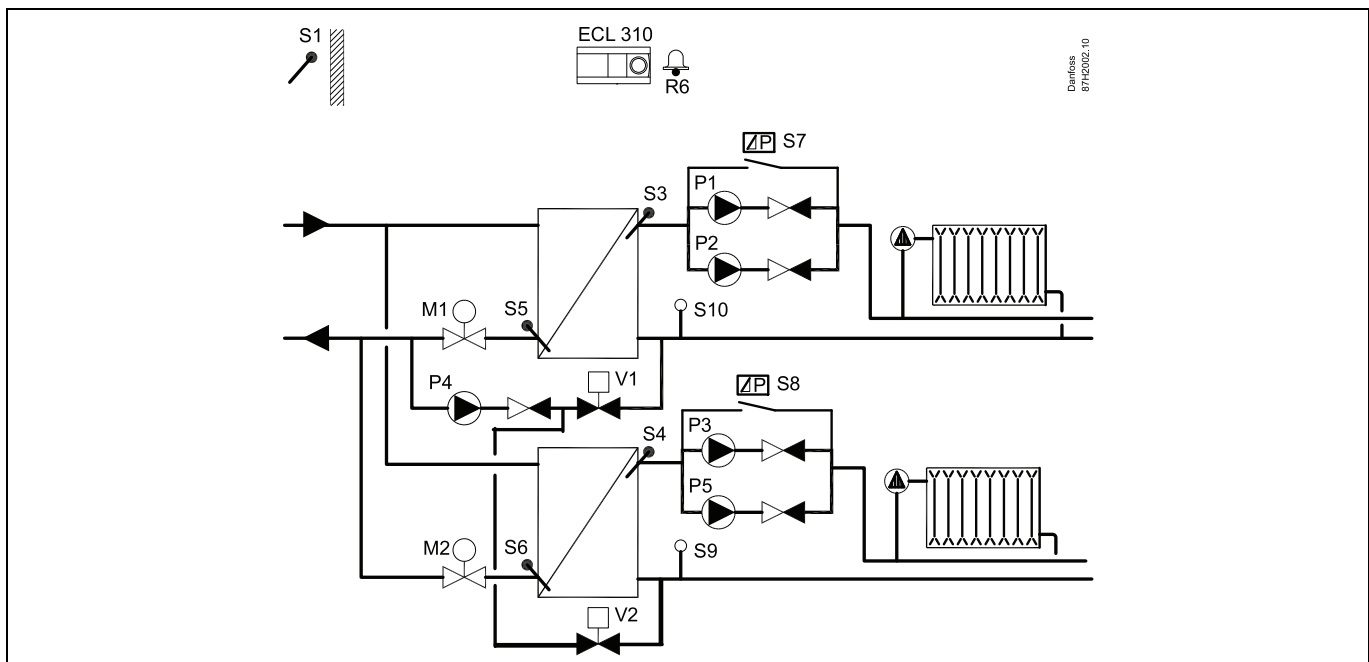 S1
ECL 310
R6
Danfoss
87H2002.10
P S7
S3
P1
P2
M1
S5
S10
P4
V1
P S8
S4
P3
P5
M2
S6
S9
V2